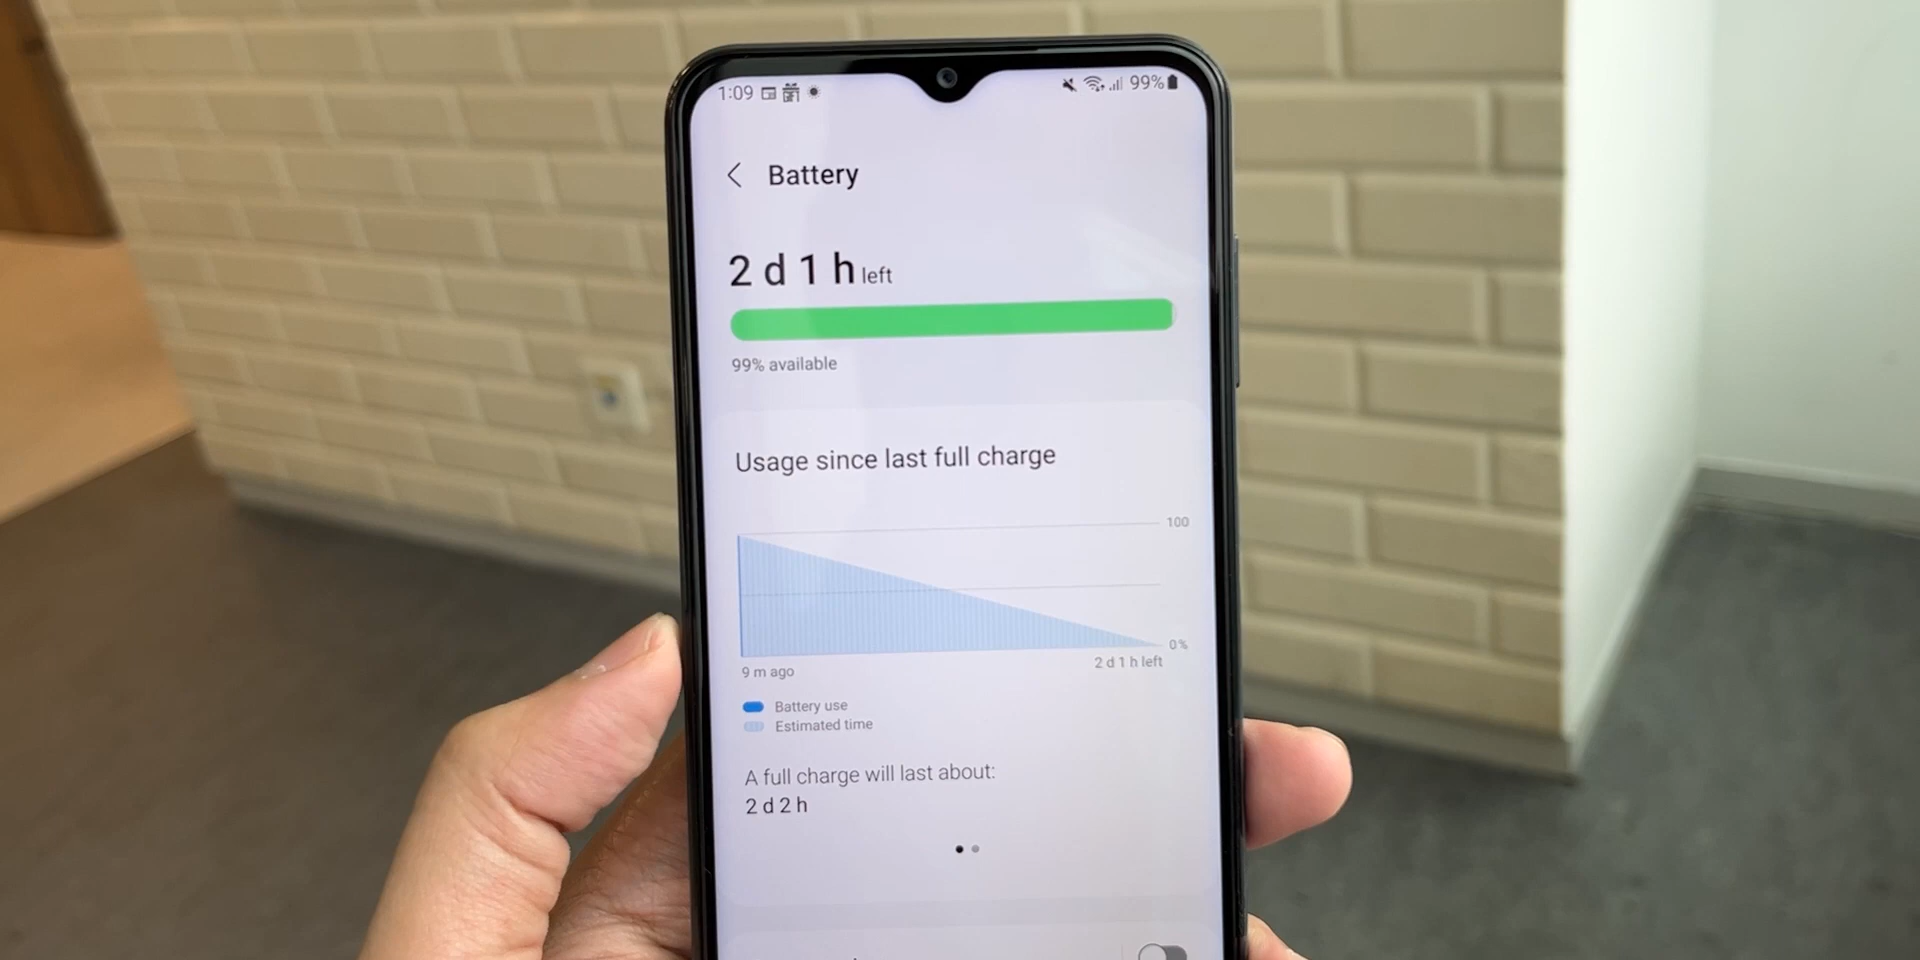 1:09
99%
Battery
2 d 1 h left
99% available
Usage since last full charge
100
0%
9 m ago
2 d 1 h left
Battery use
Estimated time
A full charge will last about:
2 d 2 h